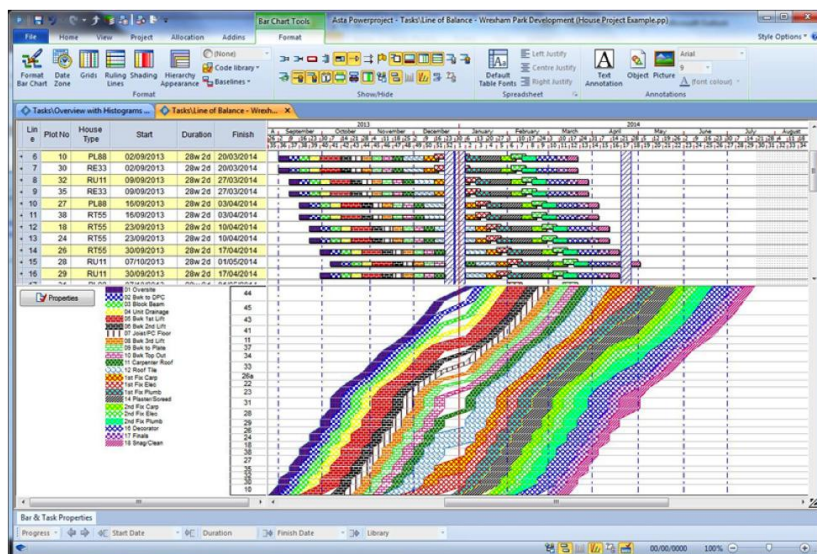 Bar Chart Tools
Asta Powerproject - Tasks\Line of Balance - Wrexham Park Development (House Project Example.pp)
File Home View Project Allocation Addins Format Style Options
Format Bar Chart
Date Zone
Grids
Ruling Lines
Shading
Hierarchy Appearance
(None)
Code library
Baselines
Default Table Fonts
Left Justify
Centre Justify
Right Justify
Text Annotation
Object
Picture
Arial
9
A (font colour)
Format Show/Hide Spreadsheet Annotations
Tasks\Overview with Histograms ... Tasks\Line of Balance - Wrexh...
Line Plot No House Type Start Duration Finish
2013 2014
A September October November December January February March April May June July August
6 10 PL88 02/09/2013 28w 2d 20/03/2014
7 30 RE33 02/09/2013 28w 2d 20/03/2014
8 32 RU11 09/09/2013 28w 2d 27/03/2014
9 35 RE33 09/09/2013 28w 2d 27/03/2014
10 27 PL88 16/09/2013 28w 2d 03/04/2014
11 38 RT55 16/09/2013 28w 2d 03/04/2014
12 18 RT55 23/09/2013 28w 2d 10/04/2014
13 24 RT55 23/09/2013 28w 2d 10/04/2014
14 26 RT55 30/09/2013 28w 2d 17/04/2014
15 28 RU11 07/10/2013 28w 2d 01/05/2014
16 29 RU11 30/09/2013 28w 2d 17/04/2014
Properties
01 Oversite
02 Bwk to DPC
03 Block Beam
04 Unit Drainage
05 Bwk 1st Lift
06 Bwk 2nd Lift
07 Joist/PC Floor
08 Bwk 3rd Lift
09 Bwk to Plate
10 Bwk Top Out
11 Carpenter Roof
12 Roof Tile
1st Fix Carp
1st Fix Elec
1st Fix Plumb
14 Plaster/Screed
2nd Fix Carp
2nd Fix Elec
2nd Fix Plumb
16 Decorator
17 Finals
18 Snag/Clean
44
45
43
41
11
37
34
33
26a
22
23
31
28
29
26
24
18
38
27
35
10
Bar & Task Properties
Progress Start Date Duration Finish Date Library
00/00/0000 100%